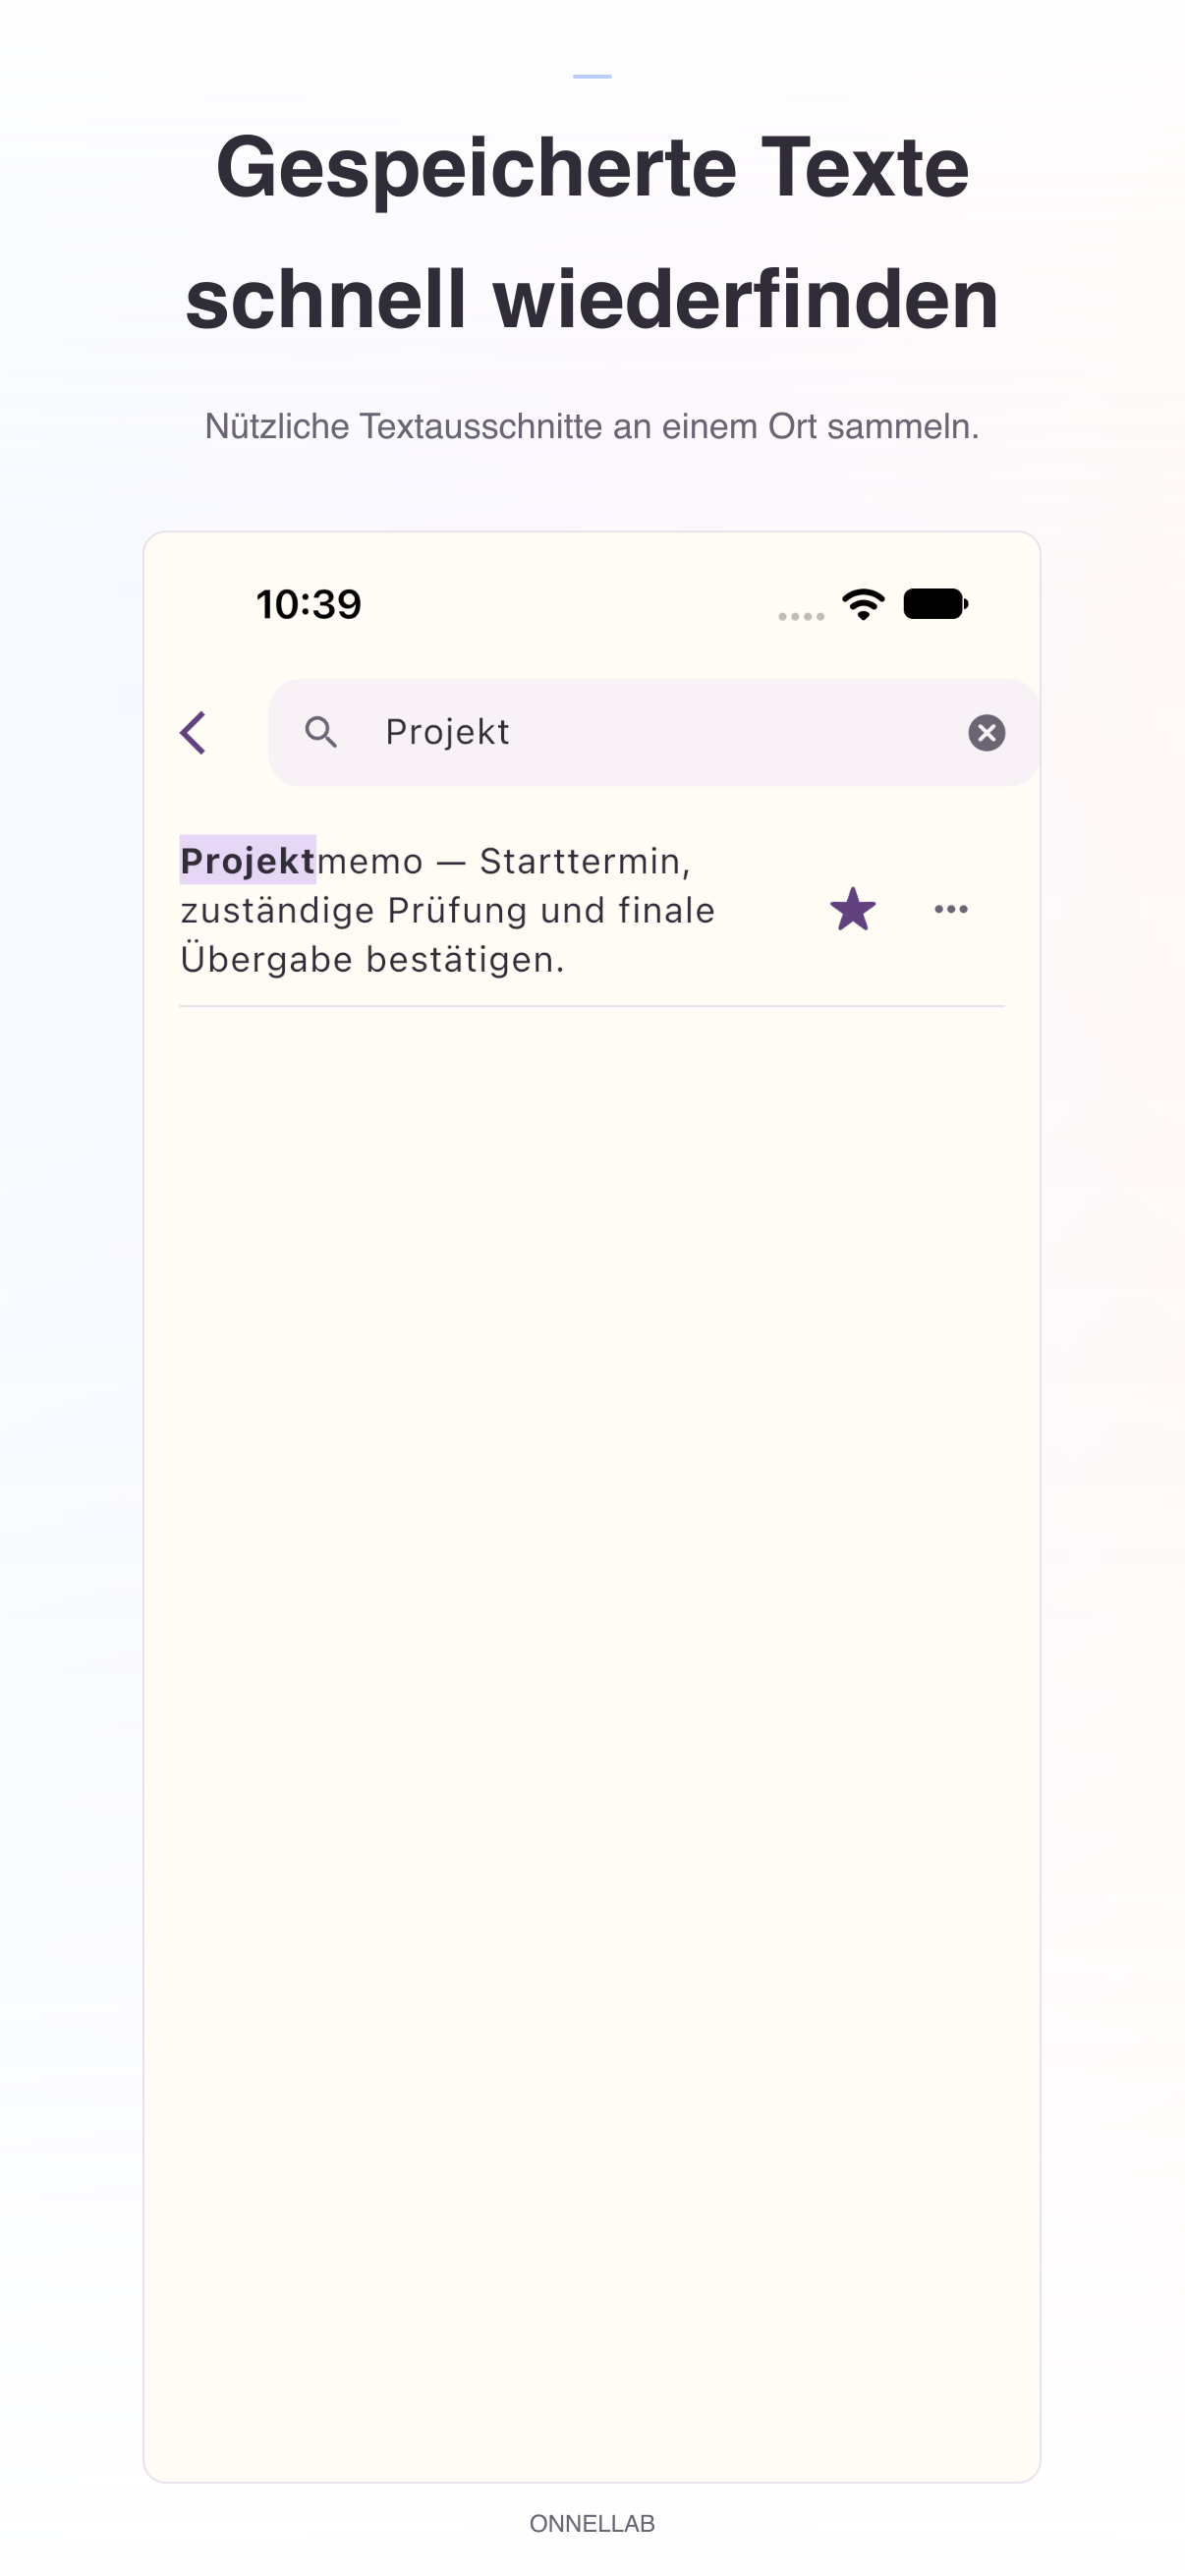 Gespeicherte Texte
schnell wiederfinden
Nützliche Textausschnitte an einem Ort sammeln.
10:39
Projekt
Projektmemo — Starttermin,
zuständige Prüfung und finale
Übergabe bestätigen.
ONNELLAB